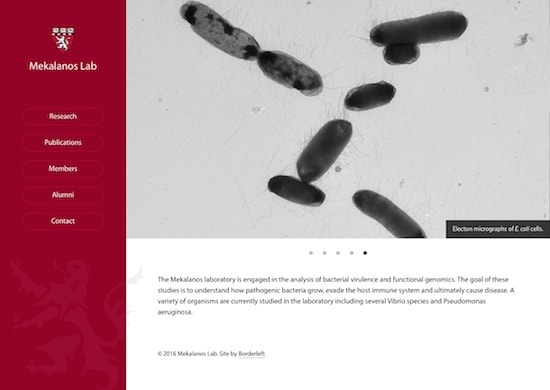 Mekalanos Lab
Research
Publications
Members
Alumni
Contact
Electon micrographs of E. coli cells.
The Mekalanos laboratory is engaged in the analysis of bacterial virulence and functional genomics. The goal of these
studies is to understand how pathogenic bacteria grow, evade the host immune system and ultimately cause disease. A
variety of organisms are currently studied in the laboratory including several Vibrio species and Pseudomonas
aeruginosa.
© 2016 Mekalanos Lab. Site by Borderleft.